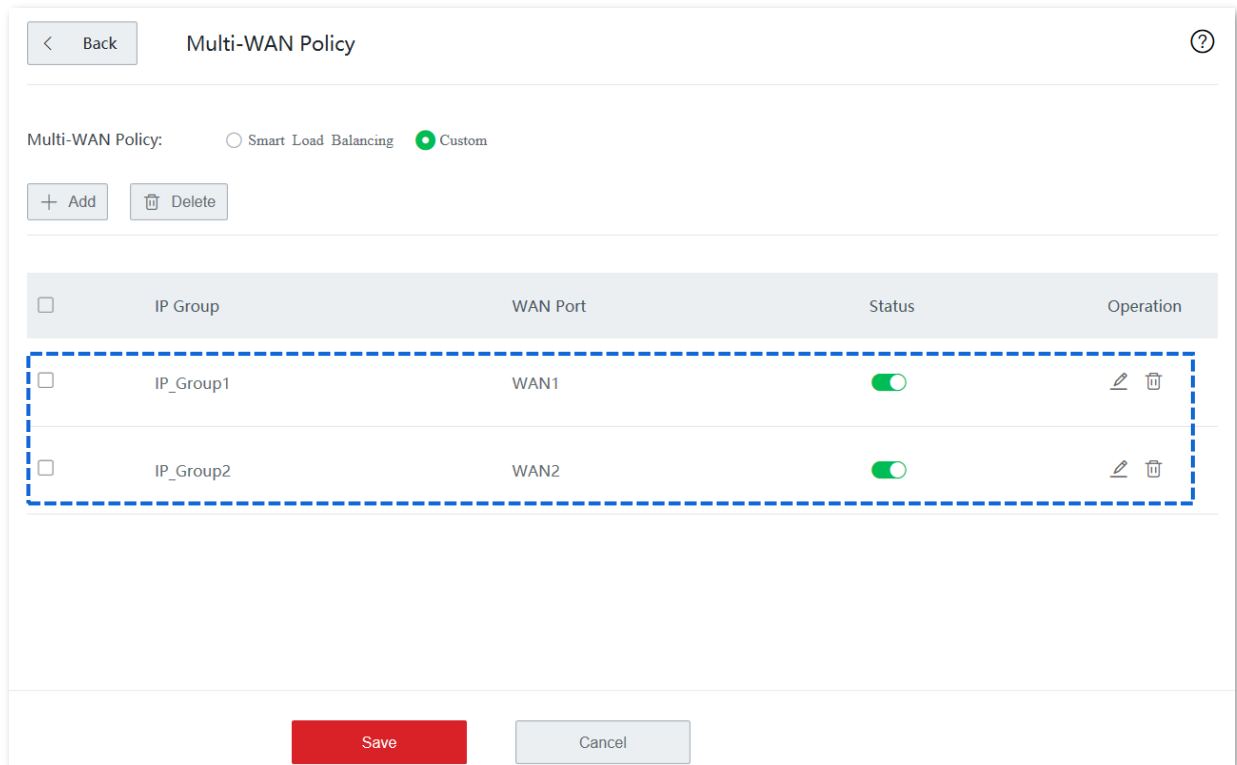 Back Multi-WAN Policy ?
Multi-WAN Policy: Smart Load Balancing Custom
Add Delete
IP Group WAN Port Status Operation
IP_Group1 WAN1
IP_Group2 WAN2
Save Cancel